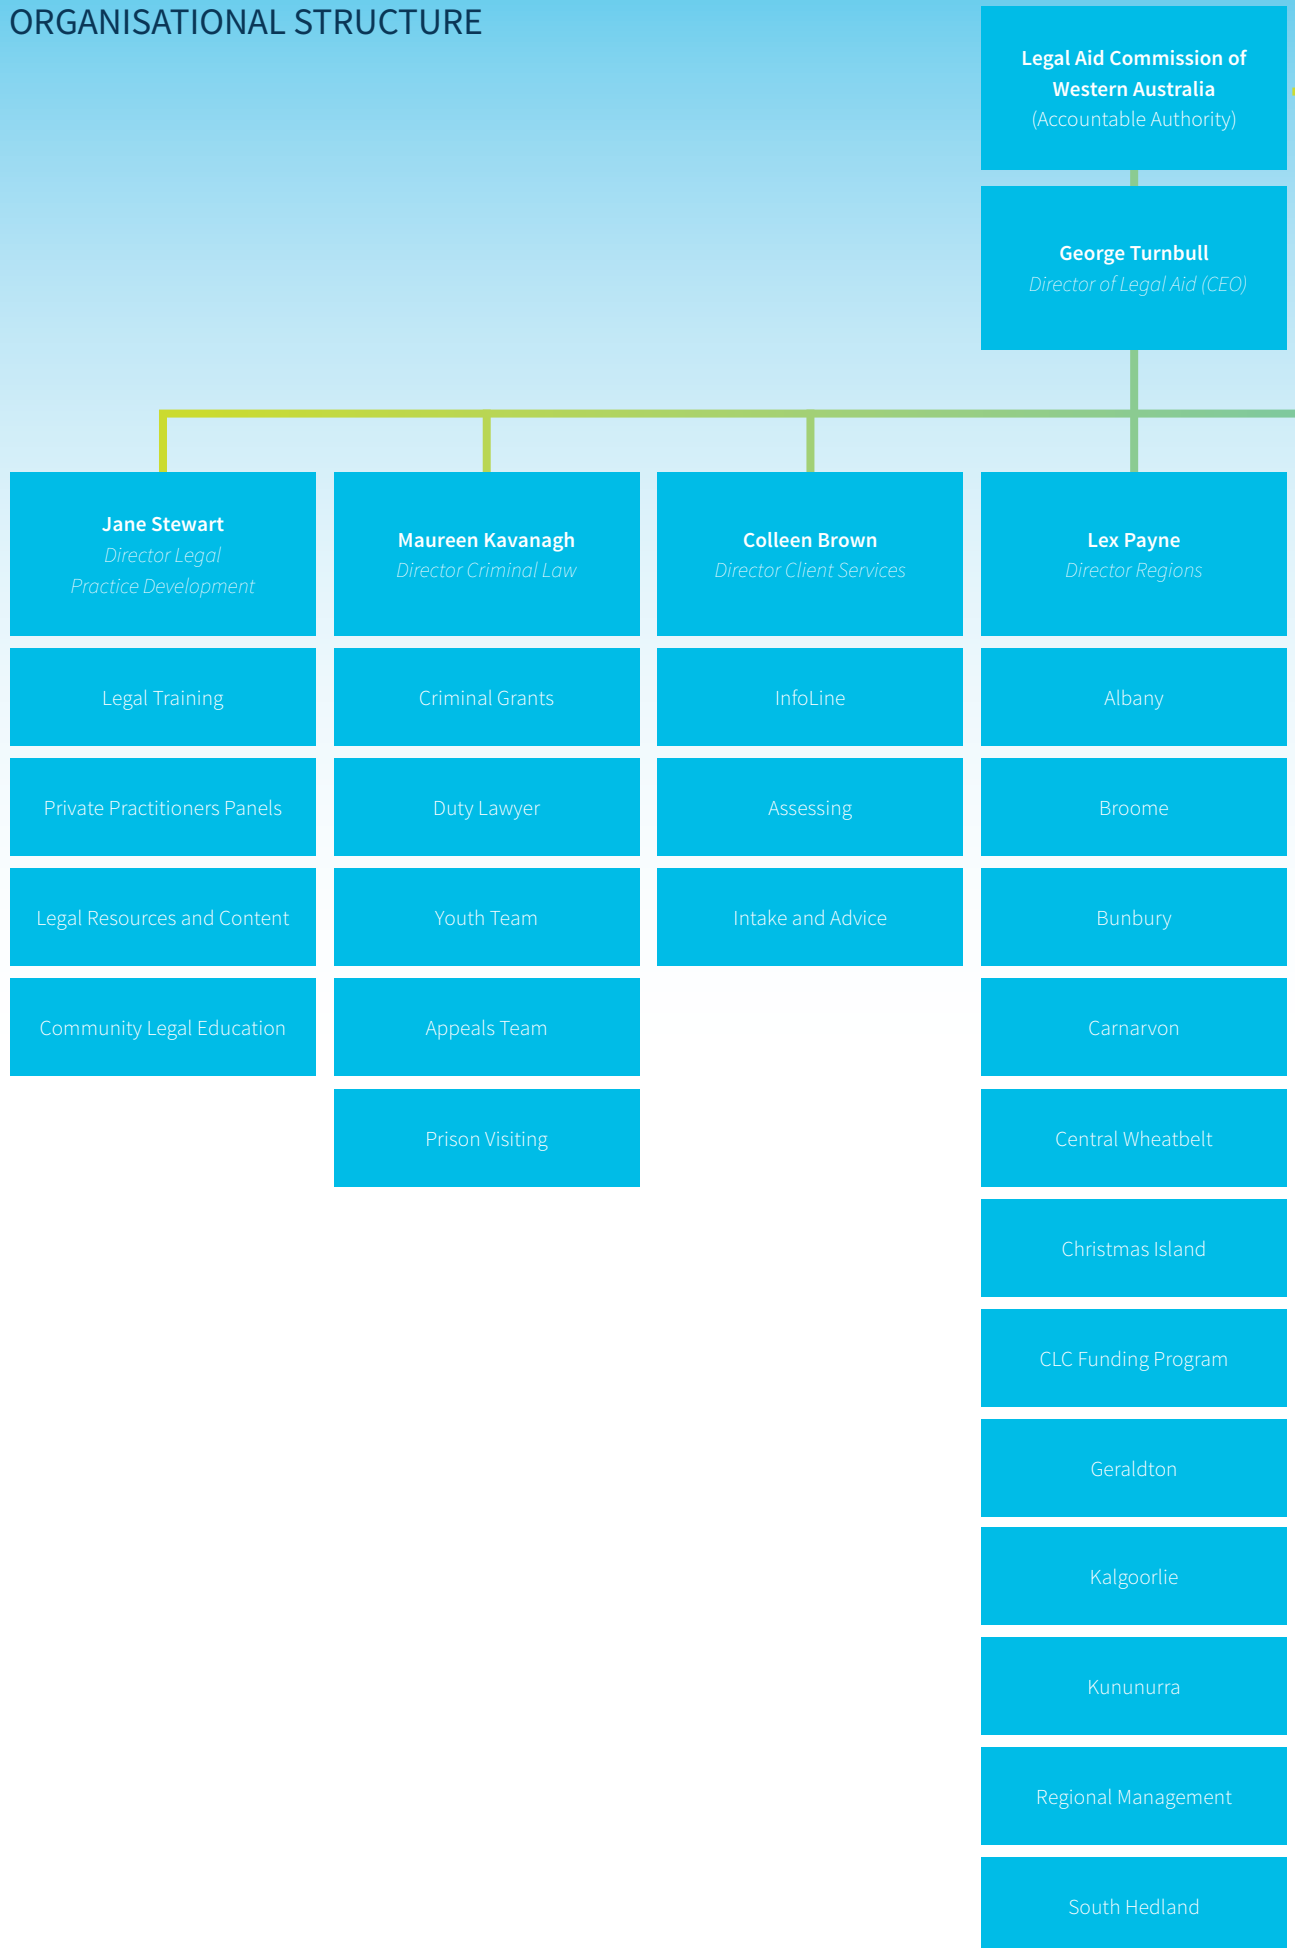 ORGANISATIONAL STRUCTURE
Legal Aid Commission of
Western Australia
(Accountable Authority)
George Turnbull
Director of Legal Aid (CEO)
Jane Stewart
Director Legal
Practice Development
Legal Training
Private Practitioners Panels
Legal Resources and Content
Community Legal Education
Maureen Kavanagh
Director Criminal Law
Criminal Grants
Duty Lawyer
Youth Team
Appeals Team
Prison Visiting
Colleen Brown
Director Client Services
InfoLine
Assessing
Intake and Advice
Lex Payne
Director Regions
Albany
Broome
Bunbury
Carnarvon
Central Wheatbelt
Christmas Island
CLC Funding Program
Geraldton
Kalgoorlie
Kununurra
Regional Management
South Hedland